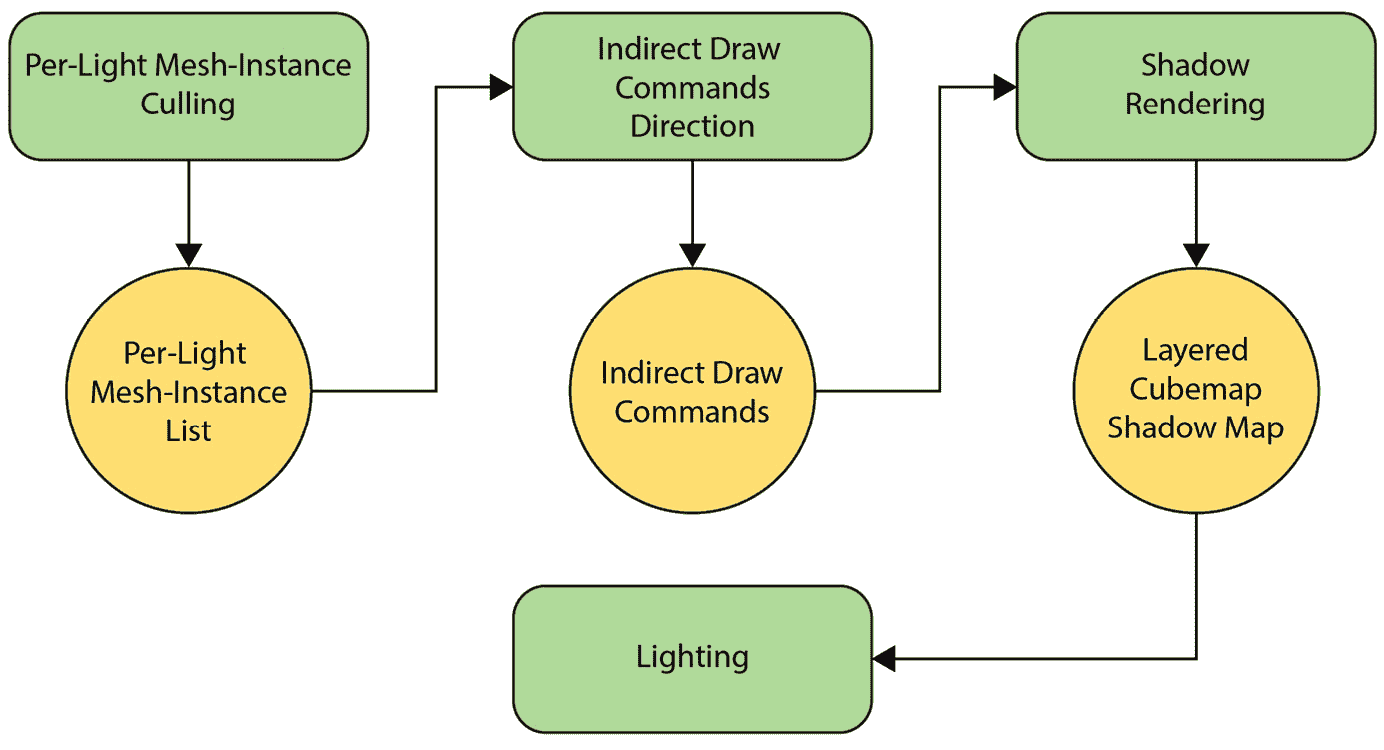 Per-Light Mesh-Instance
Culling
Indirect Draw
Commands
Direction
Shadow
Rendering
Per-Light
Mesh-Instance
List
Indirect Draw
Commands
Layered
Cubemap
Shadow Map
Lighting